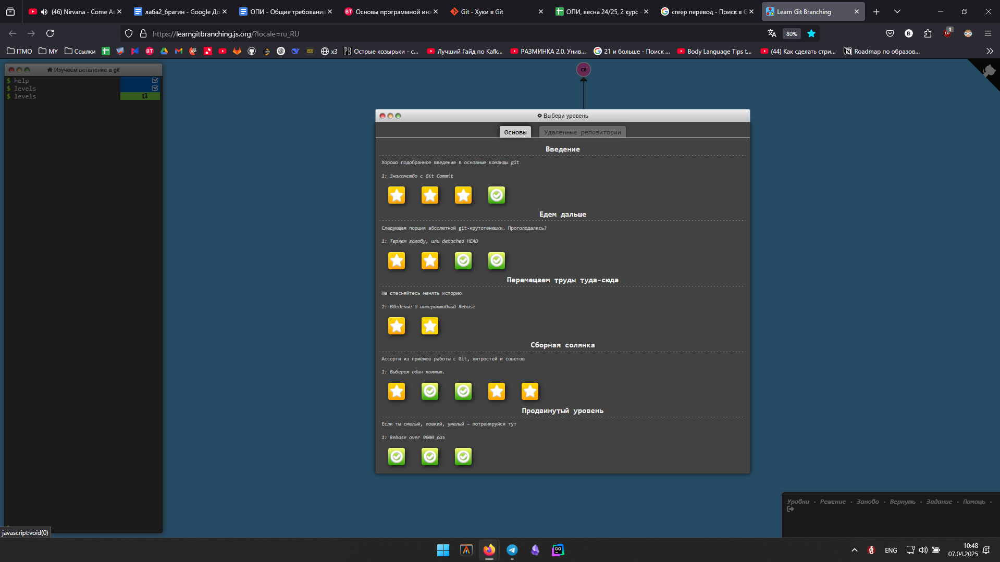 (46) Nirvana - Come As
лаба2_брагин - Google До
ОПИ - Общие требования
Основы программной инж
Git - Хуки в Git
ОПИ, весна 24/25, 2 курс -
creep перевод - Поиск в G
Learn Git Branching
https://learngitbranching.js.org/?locale=ru_RU
80%
1
ITMO
MY
Ссылки
x3
Острые козырьки - с...
Лучший Гайд по Kafk...
РАЗМИНКА 2.0. Унив...
21 и больше - Поиск ...
Body Language Tips t...
(44) Как сделать стри...
Roadmap по образов...
Изучаем ветвление в git
$ help
$ levels
$ levels
c0
Выбери уровень
Основы
Удаленные репозитории
Введение
Хорошо подобранное введение в основные команды git
1: Знакомство с Git Commit
Едем дальше
Следующая порция абсолютной git-крутотенюшки. Проголодались?
1: Теряем голову, или detached HEAD
Перемещаем труды туда-сюда
Не стесняйтесь менять историю
2: Введение в интерактивный Rebase
Сборная солянка
Ассорти из приёмов работы с Git, хитростей и советов
1: Выберем один коммит.
Продвинутый уровень
Если ты смелый, ловкий, умелый – потренируйся тут
1: Rebase over 9000 раз
Уровни · Решение · Заново · Вернуть · Задание · Помощь ·
javascript:void(0)
ENG
10:48
07.04.2025